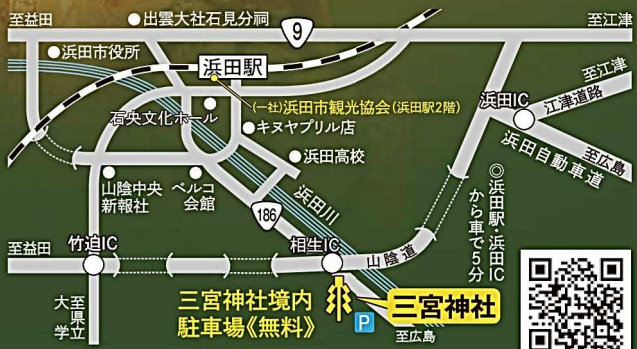 至益田
出雲大社石見分祠
9
至江津
浜田市役所
浜田駅
(一社)浜田市観光協会(浜田駅2階)
石央文化ホール
キヌヤプリル店
浜田高校
浜田IC
至江津
江津道路
至広島
浜田自動車道
山陰中央
新報社
ベルコ
会館
浜田川
186
◎浜田駅・浜田IC
から車で5分
至益田
竹迫IC
相生IC
山陰道
至県立
大学
三宮神社境内
駐車場《無料》
P
三宮神社
至広島